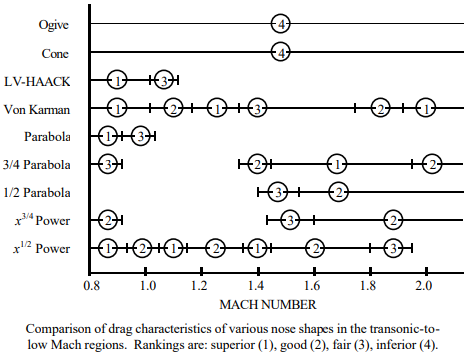 Ogive 4
Cone 4
LV-HAACK 1 3
Von Karman 1 2 1 3 2 1
Parabola 1 3
3/4 Parabola 3 2 1 2
1/2 Parabola 3 2
x^3/4 Power 2 3 2
x^1/2 Power 1 2 1 2 1 2 3
0.8 1.0 1.2 1.4 1.6 1.8 2.0
MACH NUMBER
Comparison of drag characteristics of various nose shapes in the transonic-to-
low Mach regions. Rankings are: superior (1), good (2), fair (3), inferior (4).